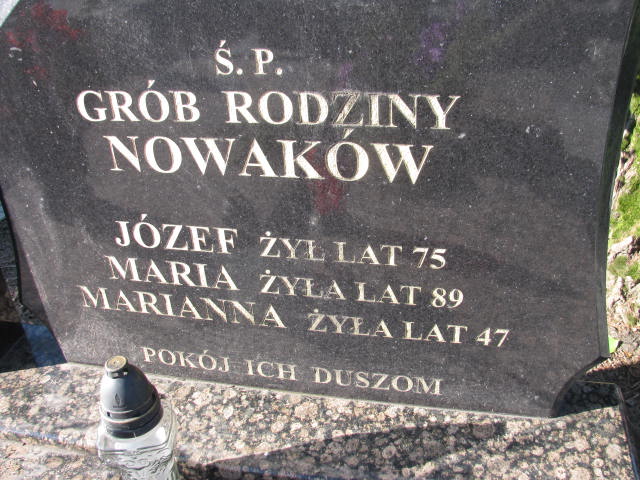 Ś. P.
GRÓB RODZINY
NOWAKÓW
JÓZEF ŻYŁ LAT 75
MARIA ŻYŁA LAT 89
MARIANNA ŻYŁA LAT 47
POKÓJ ICH DUSZOM